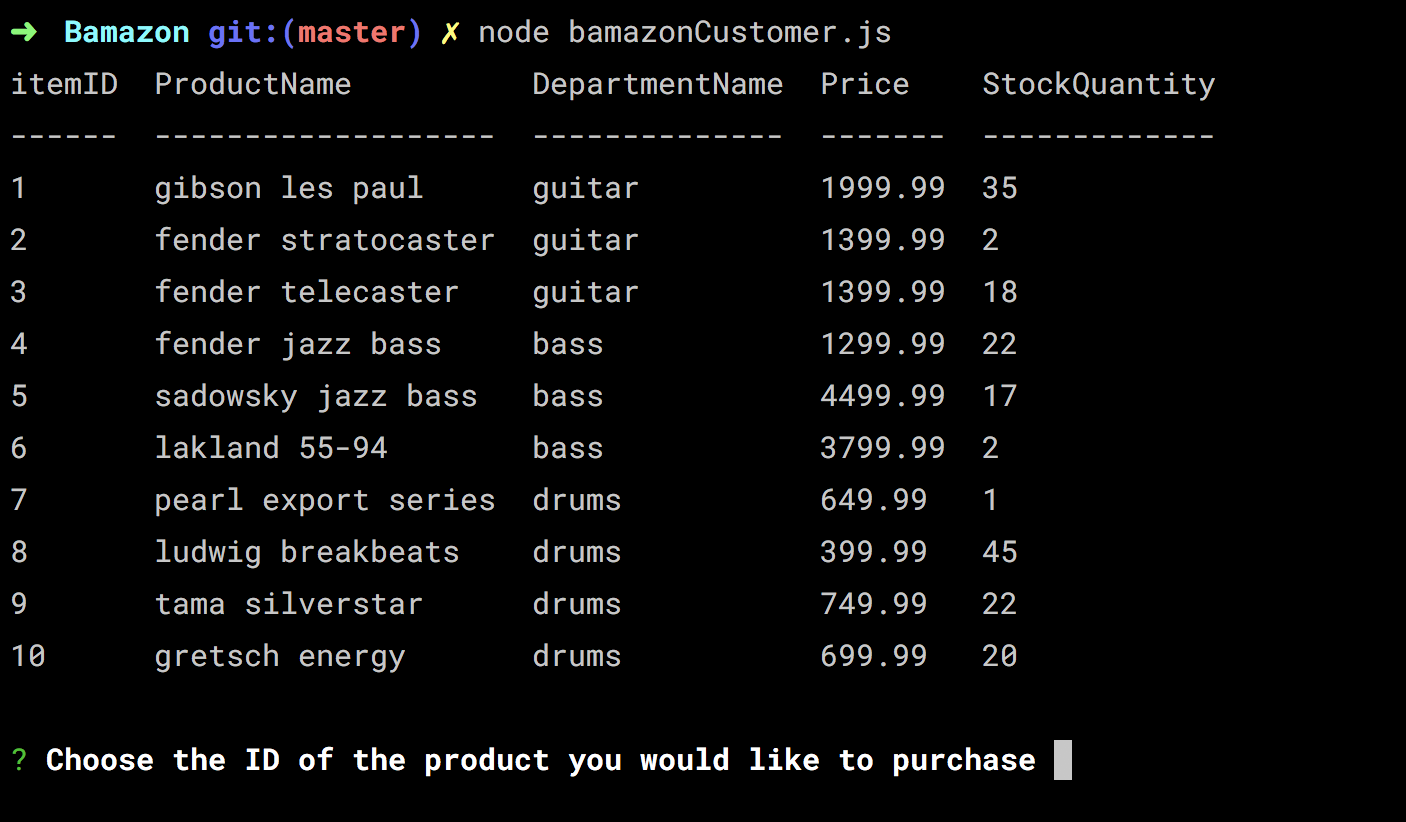 ➜ Bamazon git:(master) ✗ node bamazonCustomer.js
itemID  ProductName          DepartmentName  Price    StockQuantity
------  -------------------  --------------  -------  -------------
1       gibson les paul      guitar          1999.99  35
2       fender stratocaster  guitar          1399.99  2
3       fender telecaster    guitar          1399.99  18
4       fender jazz bass     bass            1299.99  22
5       sadowsky jazz bass   bass            4499.99  17
6       lakland 55-94        bass            3799.99  2
7       pearl export series  drums           649.99   1
8       ludwig breakbeats    drums           399.99   45
9       tama silverstar      drums           749.99   22
10      gretsch energy       drums           699.99   20
? Choose the ID of the product you would like to purchase